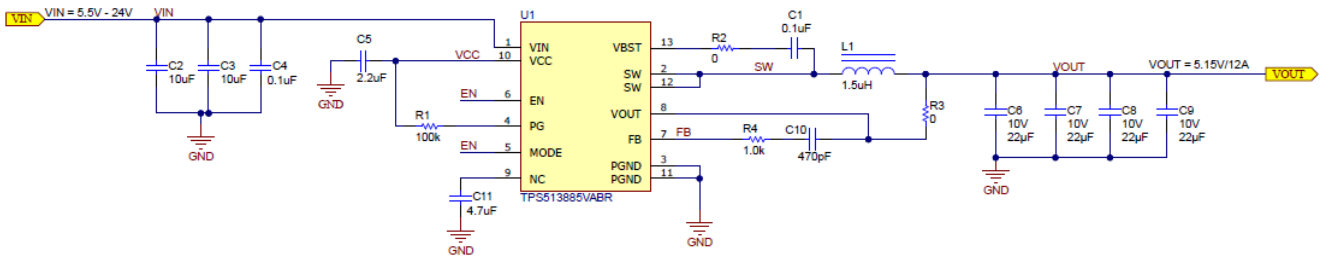 VIN
VIN = 5.5V - 24V
VIN
C2
10uF
C3
10uF
C4
0.1uF
GND
C5
2.2uF
GND
VCC
R1
100k
EN
EN
C11
4.7uF
GND
U1
1 VIN
10 VCC
6 EN
4 PG
5 MODE
9 NC
VBST 13
SW 2
SW 12
VOUT 8
FB 7
PGND 3
PGND 11
TPS513885VABR
R2
0
C1
0.1uF
SW
L1
1.5uH
FB
R4
1.0k
C10
470pF
R3
0
GND
VOUT
VOUT = 5.15V/12A
VOUT
C6
10V
22µF
C7
10V
22µF
C8
10V
22µF
C9
10V
22µF
GND